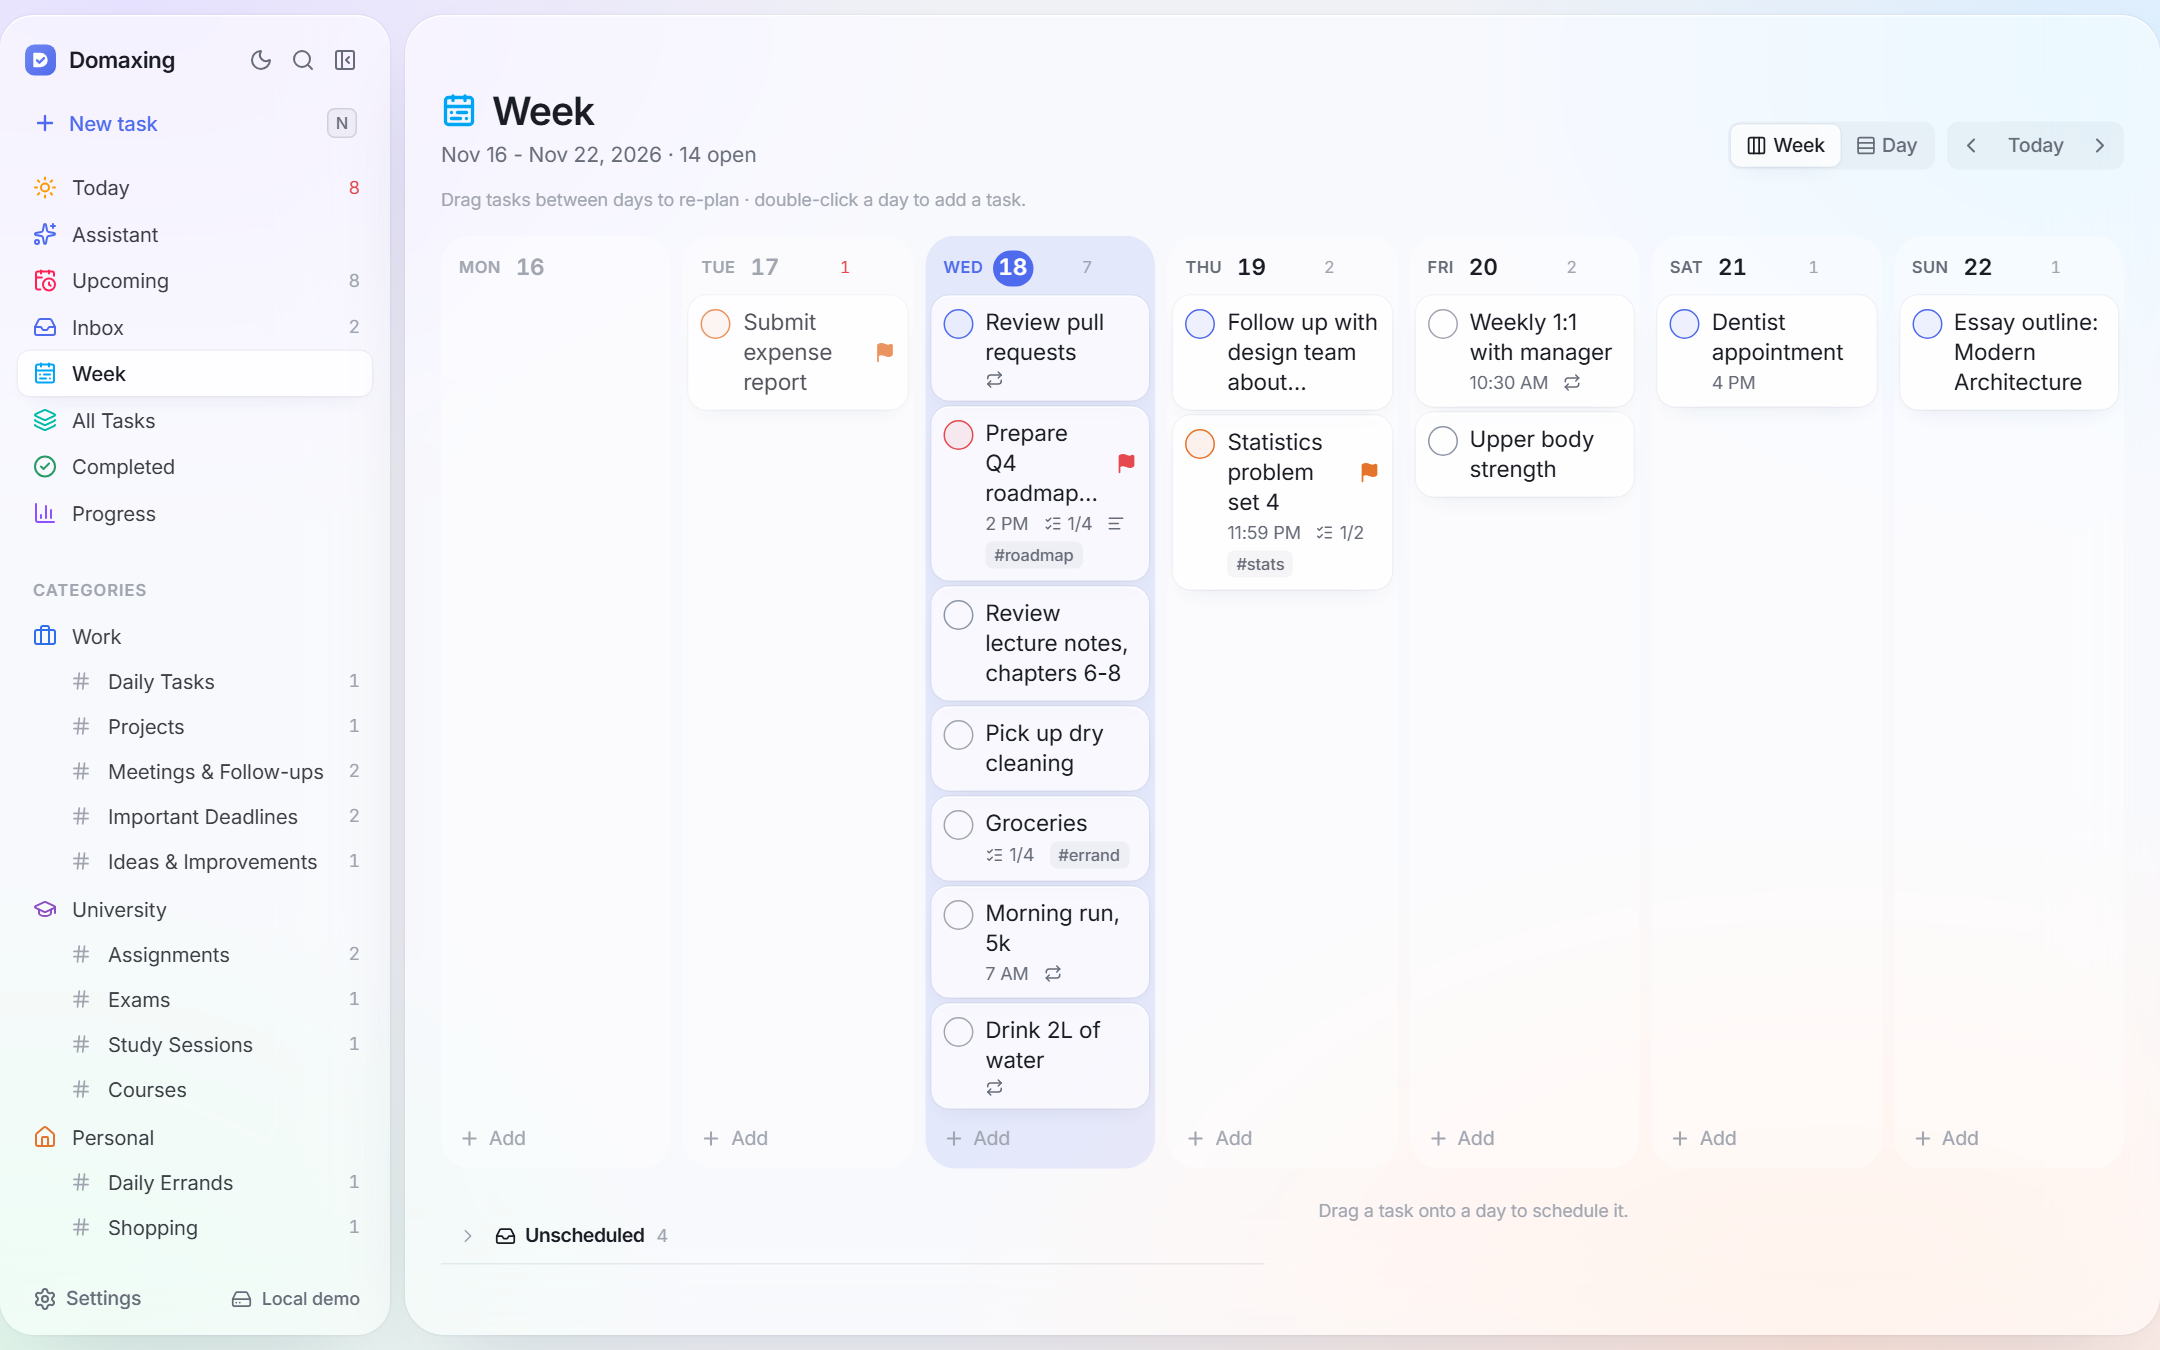 Domaxing
New task
N
Today 8
Assistant
Upcoming 8
Inbox 2
Week
All Tasks
Completed
Progress
CATEGORIES
Work
Daily Tasks 1
Projects 1
Meetings & Follow-ups 2
Important Deadlines 2
Ideas & Improvements 1
University
Assignments 2
Exams 1
Study Sessions 1
Courses
Personal
Daily Errands 1
Shopping 1
Settings
Local demo
Week
Nov 16 - Nov 22, 2026 · 14 open
Drag tasks between days to re-plan · double-click a day to add a task.
Week
Day
Today
MON 16
Add
TUE 17 1
Submit
expense
report
Add
WED 18 7
Review pull
requests
Prepare
Q4
roadmap...
2 PM 1/4
#roadmap
Review
lecture notes,
chapters 6-8
Pick up dry
cleaning
Groceries
1/4 #errand
Morning run,
5k
7 AM
Drink 2L of
water
Add
THU 19 2
Follow up with
design team
about...
Statistics
problem
set 4
11:59 PM 1/2
#stats
Add
FRI 20 2
Weekly 1:1
with manager
10:30 AM
Upper body
strength
Add
SAT 21 1
Dentist
appointment
4 PM
Add
SUN 22 1
Essay outline:
Modern
Architecture
Add
Unscheduled 4
Drag a task onto a day to schedule it.